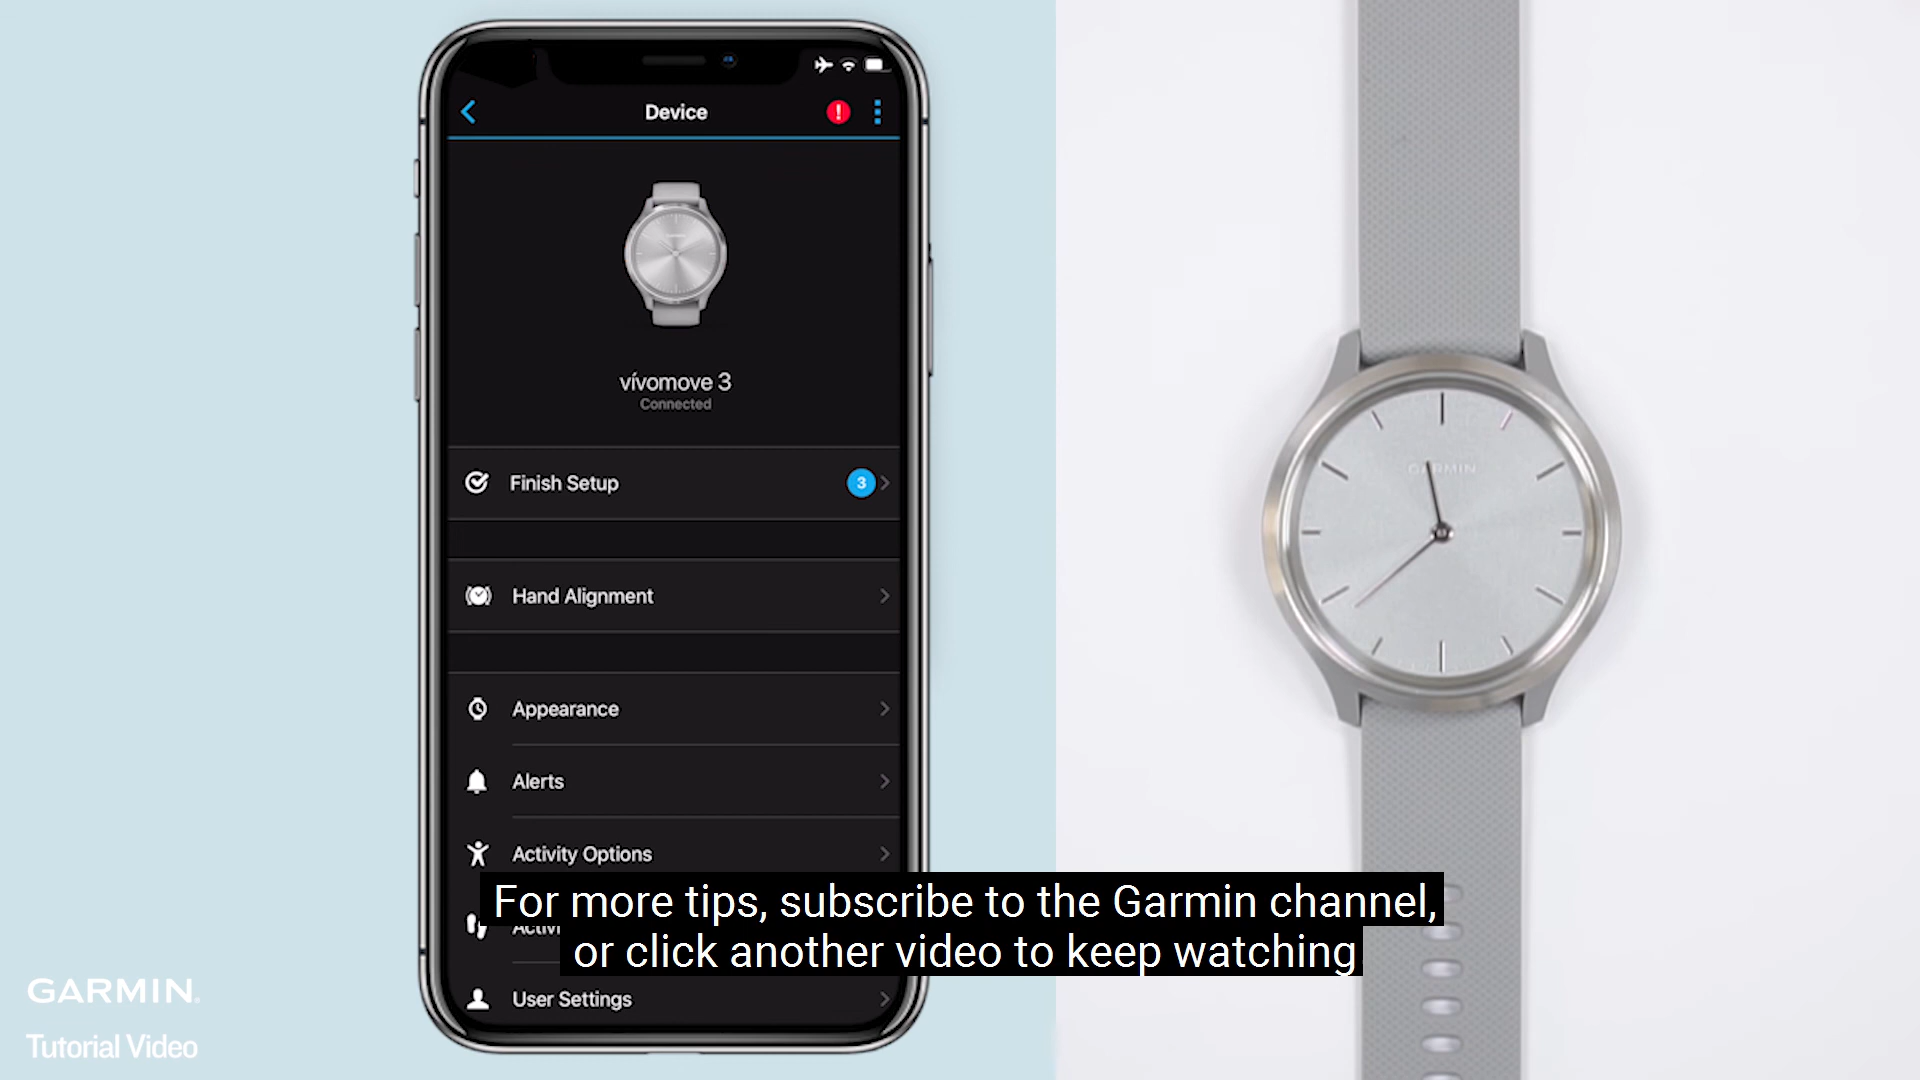 Device
vívomove 3
Connected
Finish Setup
3
Hand Alignment
Appearance
Alerts
Activity Options
User Settings
GARMIN
For more tips, subscribe to the Garmin channel,
or click another video to keep watching.
GARMIN.
Tutorial Video